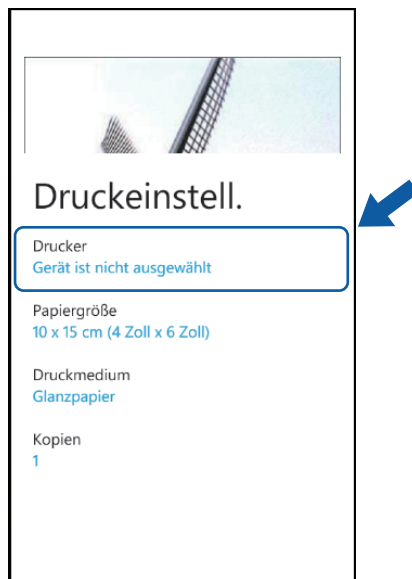 Druckeinstell.
Drucker
Gerät ist nicht ausgewählt
Papiergröße
10 x 15 cm (4 Zoll x 6 Zoll)
Druckmedium
Glanzpapier
Kopien
1